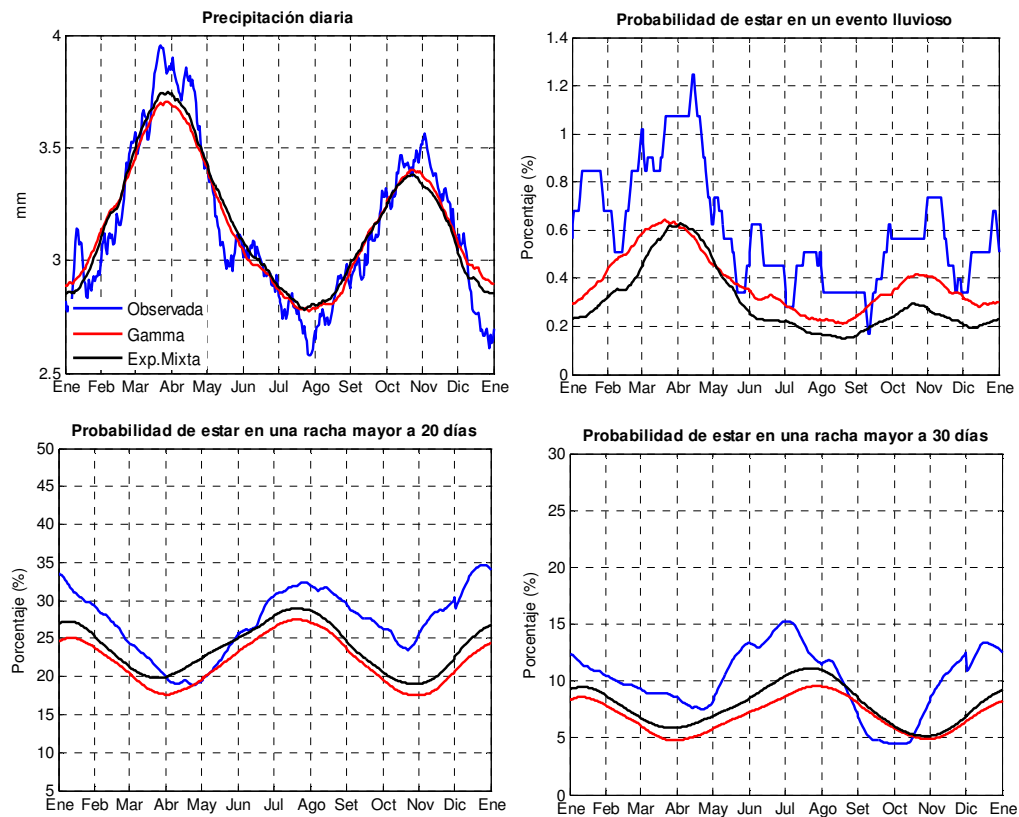 Precipitación diaria
4
3.5
3
2.5
mm
Observada
Gamma
Exp.Mixta
Ene Feb Mar Abr May Jun Jul Ago Set Oct Nov Dic Ene
Probabilidad de estar en un evento lluvioso
1.4
1.2
1
0.8
0.6
0.4
0.2
0
Porcentaje (%)
Ene Feb Mar Abr May Jun Jul Ago Set Oct Nov Dic Ene
Probabilidad de estar en una racha mayor a 20 días
50
45
40
35
30
25
20
15
10
5
Porcentaje (%)
Ene Feb Mar Abr May Jun Jul Ago Set Oct Nov Dic Ene
Probabilidad de estar en una racha mayor a 30 días
30
25
20
15
10
5
0
Porcentaje (%)
Ene Feb Mar Abr May Jun Jul Ago Set Oct Nov Dic Ene